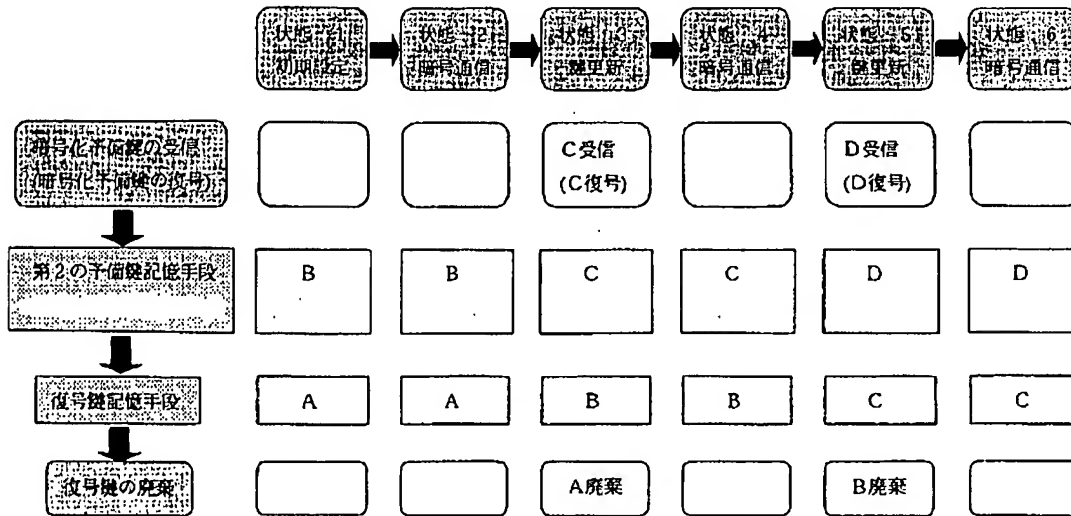 状態 1
初期設定
状態 2
暗号通信
状態 3
鍵更新
状態 4
暗号通信
状態 5
鍵更新
状態 6
暗号通信
暗号化予備鍵の受信
(暗号化予備鍵の復号)
C受信
(C復号)
D受信
(D復号)
第2の予備鍵記憶手段
B
B
C
C
D
D
復号鍵記憶手段
A
A
B
B
C
C
復号鍵の廃棄
A廃棄
B廃棄